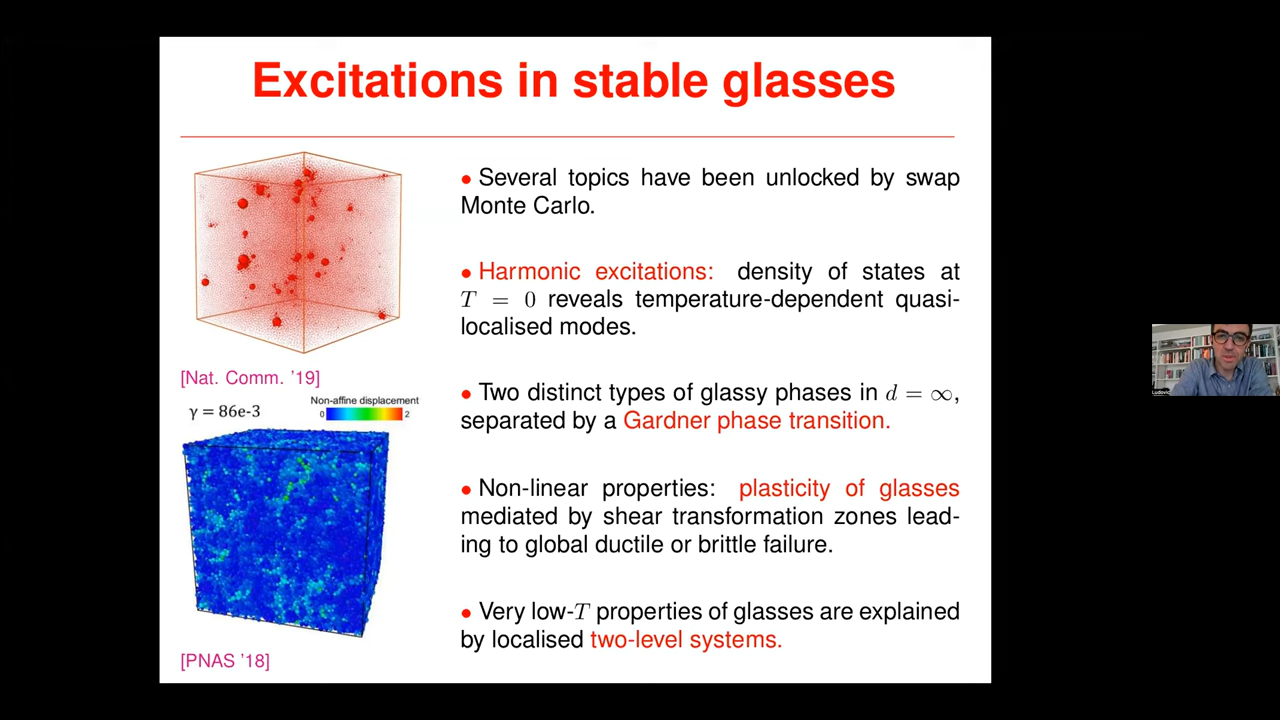 Excitations in stable glasses
[Nat. Comm. '19]
γ = 86e-3
Non-affine displacement
0 2
[PNAS '18]
• Several topics have been unlocked by swap
Monte Carlo.
• Harmonic excitations: density of states at
T = 0 reveals temperature-dependent quasi-
localised modes.
• Two distinct types of glassy phases in d = ∞,
separated by a Gardner phase transition.
• Non-linear properties: plasticity of glasses
mediated by shear transformation zones lead-
ing to global ductile or brittle failure.
• Very low-T properties of glasses are explained
by localised two-level systems.